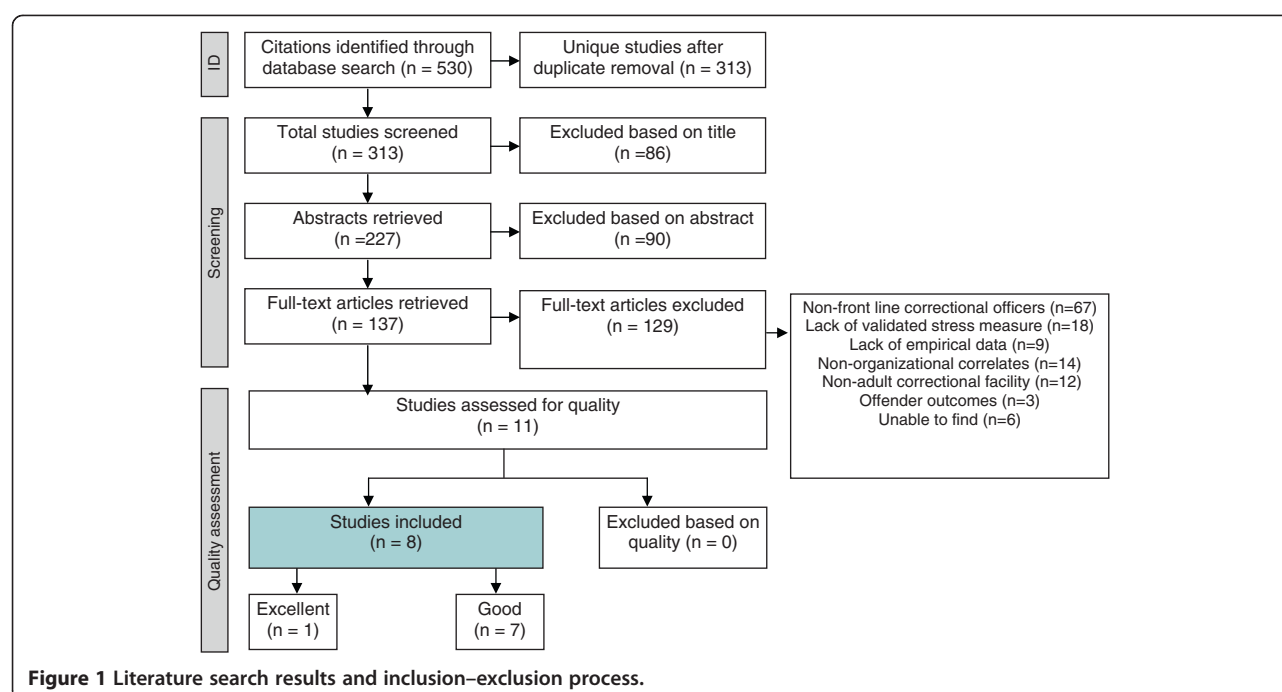 ID
Citations identified through
database search (n = 530)
Unique studies after
duplicate removal (n = 313)
Screening
Total studies screened
(n = 313)
Excluded based on title
(n =86)
Abstracts retrieved
(n =227)
Excluded based on abstract
(n =90)
Full-text articles retrieved
(n = 137)
Full-text articles excluded
(n = 129)
Non-front line correctional officers (n=67)
Lack of validated stress measure (n=18)
Lack of empirical data (n=9)
Non-organizational correlates (n=14)
Non-adult correctional facility (n=12)
Offender outcomes (n=3)
Unable to find (n=6)
Quality assessment
Studies assessed for quality
(n = 11)
Studies included
(n = 8)
Excluded based on
quality (n = 0)
Excellent
(n = 1)
Good
(n = 7)
Figure 1 Literature search results and inclusion–exclusion process.